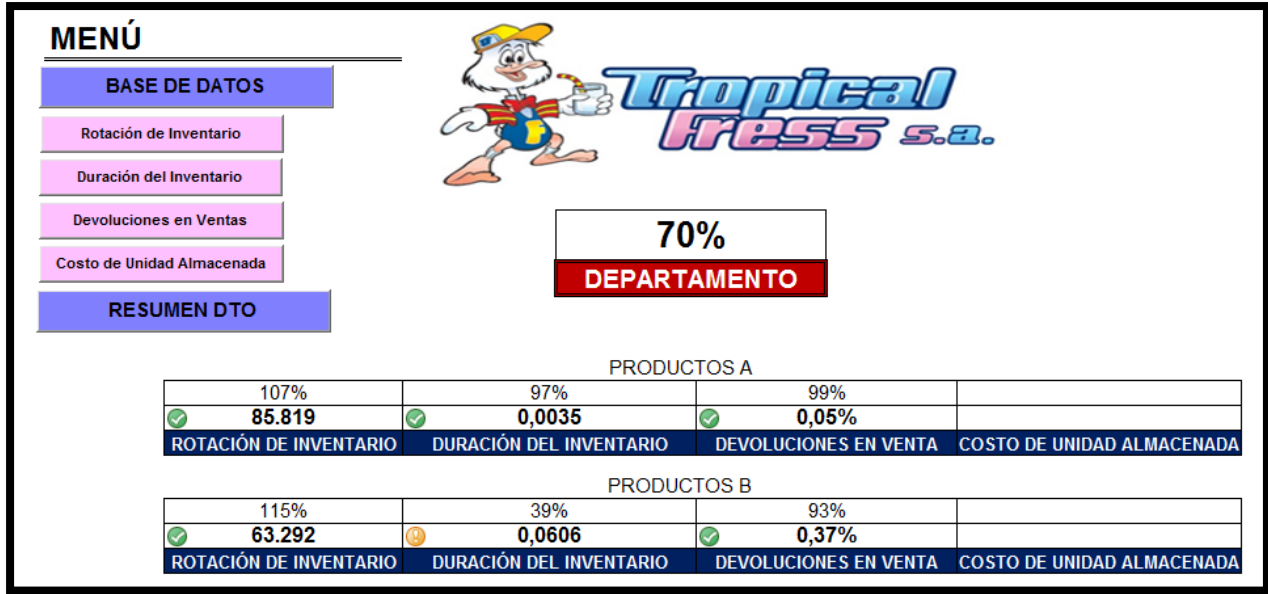 MENÚ
BASE DE DATOS
Rotación de Inventario
Duración del Inventario
Devoluciones en Ventas
Costo de Unidad Almacenada
RESUMEN DTO
Tropical
Fress s.a.
F
70%
DEPARTAMENTO
PRODUCTOS A
107% 97% 99%
85.819 0,0035 0,05%
ROTACIÓN DE INVENTARIO DURACIÓN DEL INVENTARIO DEVOLUCIONES EN VENTA COSTO DE UNIDAD ALMACENADA
PRODUCTOS B
115% 39% 93%
63.292 0,0606 0,37%
ROTACIÓN DE INVENTARIO DURACIÓN DEL INVENTARIO DEVOLUCIONES EN VENTA COSTO DE UNIDAD ALMACENADA